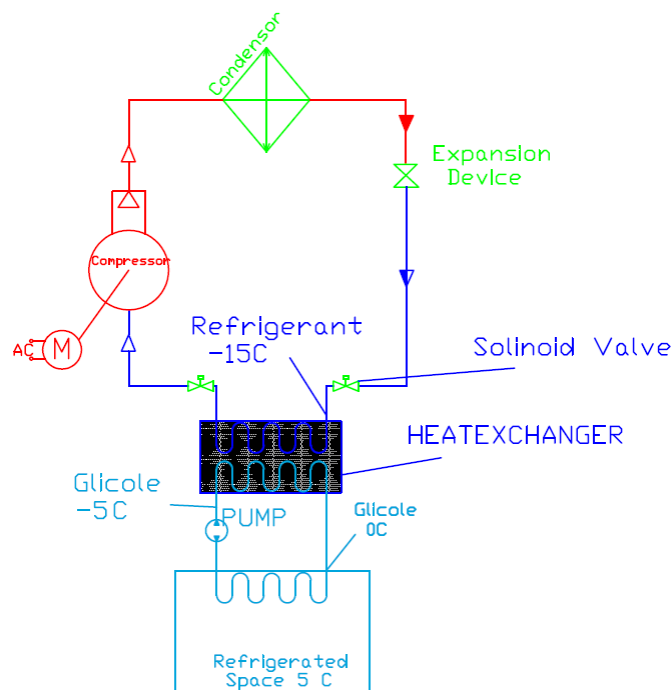 Condensor
Expansion
Device
Compressor
AC
M
Refrigerant
-15C
Solinoid Valve
HEATEXCHANGER
Glicole
-5C
PUMP
Glicole
0C
Refrigerated
Space 5 C